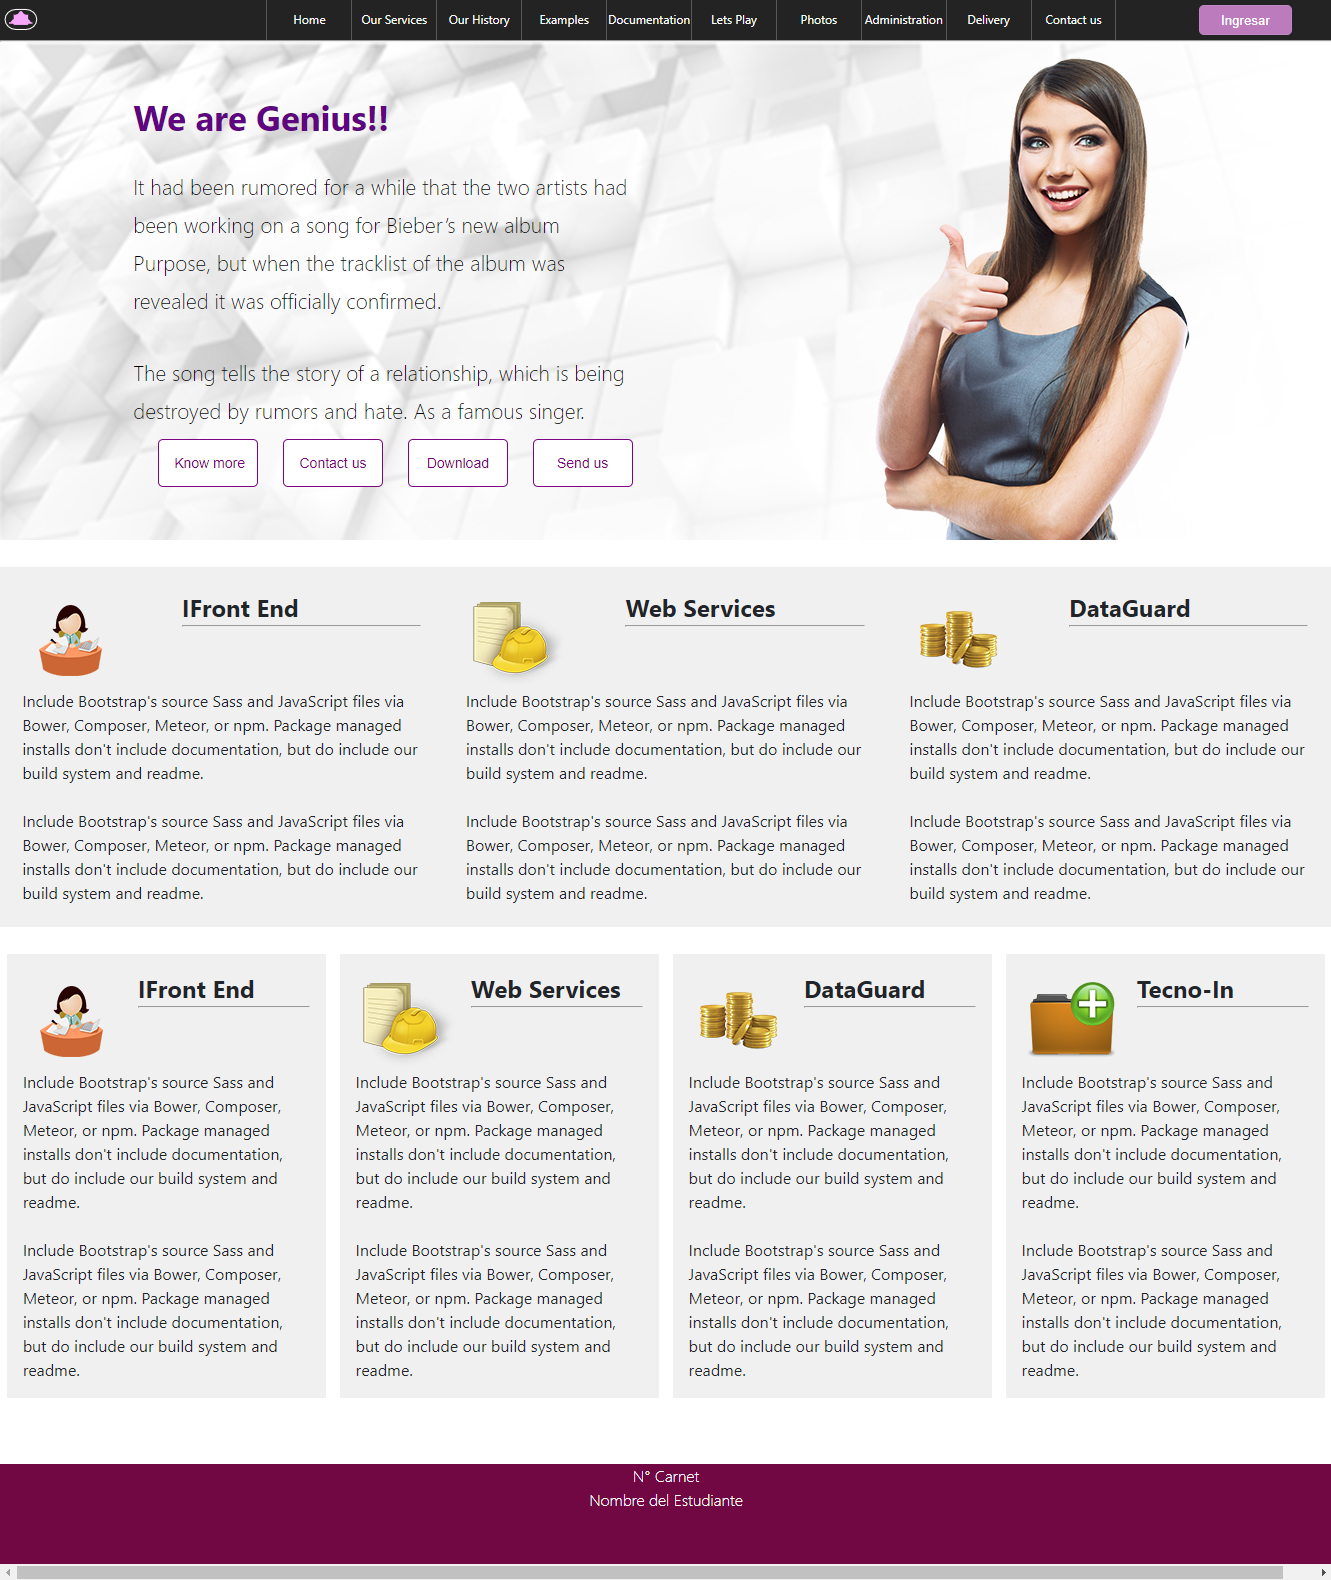 Home Our Services Our History Examples Documentation Lets Play Photos Administration Delivery Contact us Ingresar
We are Genius!!
It had been rumored for a while that the two artists had
been working on a song for Bieber’s new album
Purpose, but when the tracklist of the album was
revealed it was officially confirmed.
The song tells the story of a relationship, which is being
destroyed by rumors and hate. As a famous singer.
Know more Contact us Download Send us
IFront End
Include Bootstrap's source Sass and JavaScript files via
Bower, Composer, Meteor, or npm. Package managed
installs don't include documentation, but do include our
build system and readme.
Include Bootstrap's source Sass and JavaScript files via
Bower, Composer, Meteor, or npm. Package managed
installs don't include documentation, but do include our
build system and readme.
Web Services
Include Bootstrap's source Sass and JavaScript files via
Bower, Composer, Meteor, or npm. Package managed
installs don't include documentation, but do include our
build system and readme.
Include Bootstrap's source Sass and JavaScript files via
Bower, Composer, Meteor, or npm. Package managed
installs don't include documentation, but do include our
build system and readme.
DataGuard
Include Bootstrap's source Sass and JavaScript files via
Bower, Composer, Meteor, or npm. Package managed
installs don't include documentation, but do include our
build system and readme.
Include Bootstrap's source Sass and JavaScript files via
Bower, Composer, Meteor, or npm. Package managed
installs don't include documentation, but do include our
build system and readme.
IFront End
Include Bootstrap's source Sass and
JavaScript files via Bower, Composer,
Meteor, or npm. Package managed
installs don't include documentation,
but do include our build system and
readme.
Include Bootstrap's source Sass and
JavaScript files via Bower, Composer,
Meteor, or npm. Package managed
installs don't include documentation,
but do include our build system and
readme.
Web Services
Include Bootstrap's source Sass and
JavaScript files via Bower, Composer,
Meteor, or npm. Package managed
installs don't include documentation,
but do include our build system and
readme.
Include Bootstrap's source Sass and
JavaScript files via Bower, Composer,
Meteor, or npm. Package managed
installs don't include documentation,
but do include our build system and
readme.
DataGuard
Include Bootstrap's source Sass and
JavaScript files via Bower, Composer,
Meteor, or npm. Package managed
installs don't include documentation,
but do include our build system and
readme.
Include Bootstrap's source Sass and
JavaScript files via Bower, Composer,
Meteor, or npm. Package managed
installs don't include documentation,
but do include our build system and
readme.
Tecno-In
Include Bootstrap's source Sass and
JavaScript files via Bower, Composer,
Meteor, or npm. Package managed
installs don't include documentation,
but do include our build system and
readme.
Include Bootstrap's source Sass and
JavaScript files via Bower, Composer,
Meteor, or npm. Package managed
installs don't include documentation,
but do include our build system and
readme.
N° Carnet
Nombre del Estudiante